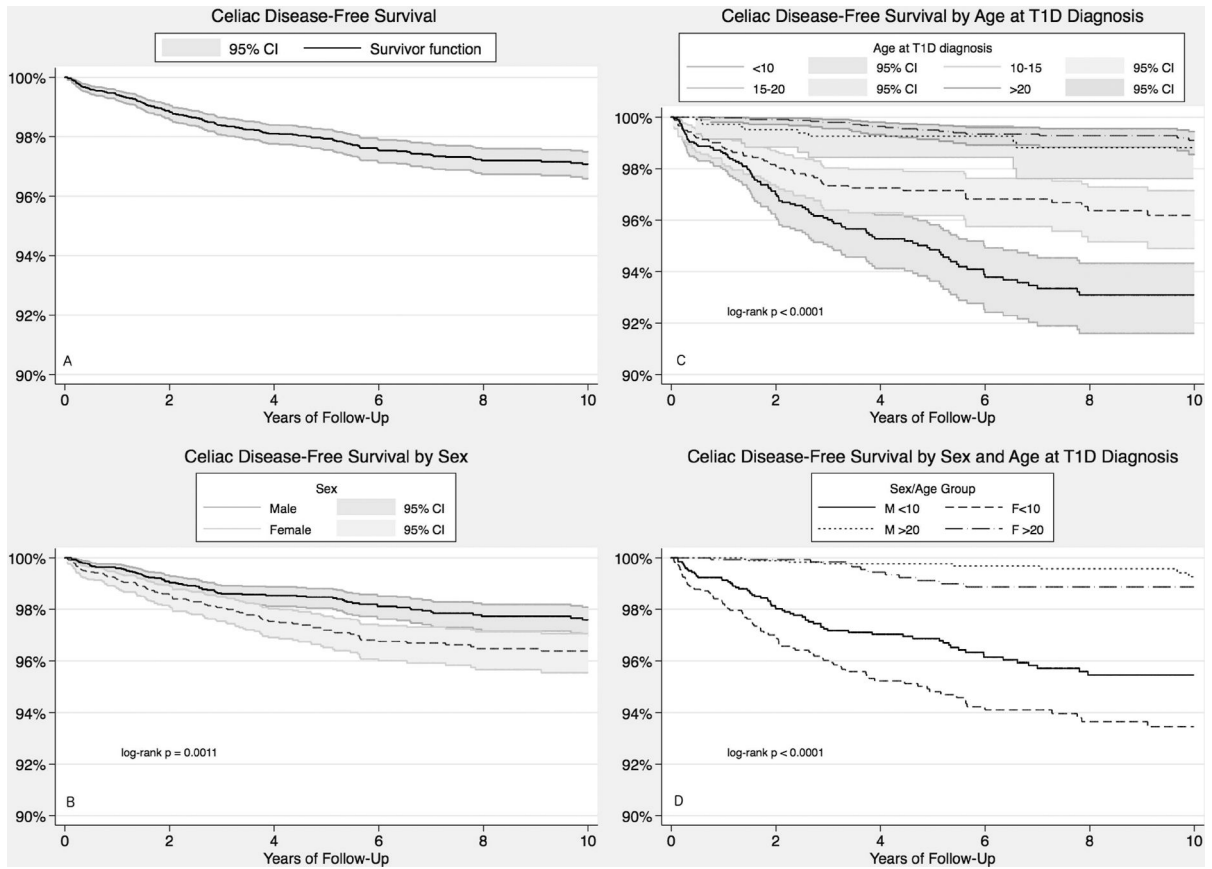 Celiac Disease-Free Survival
95% CI
Survivor function
100%
98%
96%
94%
92%
90%
A
0 2 4 6 8 10
Years of Follow-Up
Celiac Disease-Free Survival by Age at T1D Diagnosis
Age at T1D diagnosis
<10 95% CI 10-15 95% CI
15-20 95% CI >20 95% CI
100%
98%
96%
94%
92%
90%
log-rank p < 0.0001
C
0 2 4 6 8 10
Years of Follow-Up
Celiac Disease-Free Survival by Sex
Sex
Male 95% CI
Female 95% CI
100%
98%
96%
94%
92%
90%
log-rank p = 0.0011
B
0 2 4 6 8 10
Years of Follow-Up
Celiac Disease-Free Survival by Sex and Age at T1D Diagnosis
Sex/Age Group
M <10 F<10
M >20 F >20
100%
98%
96%
94%
92%
90%
log-rank p < 0.0001
D
0 2 4 6 8 10
Years of Follow-Up